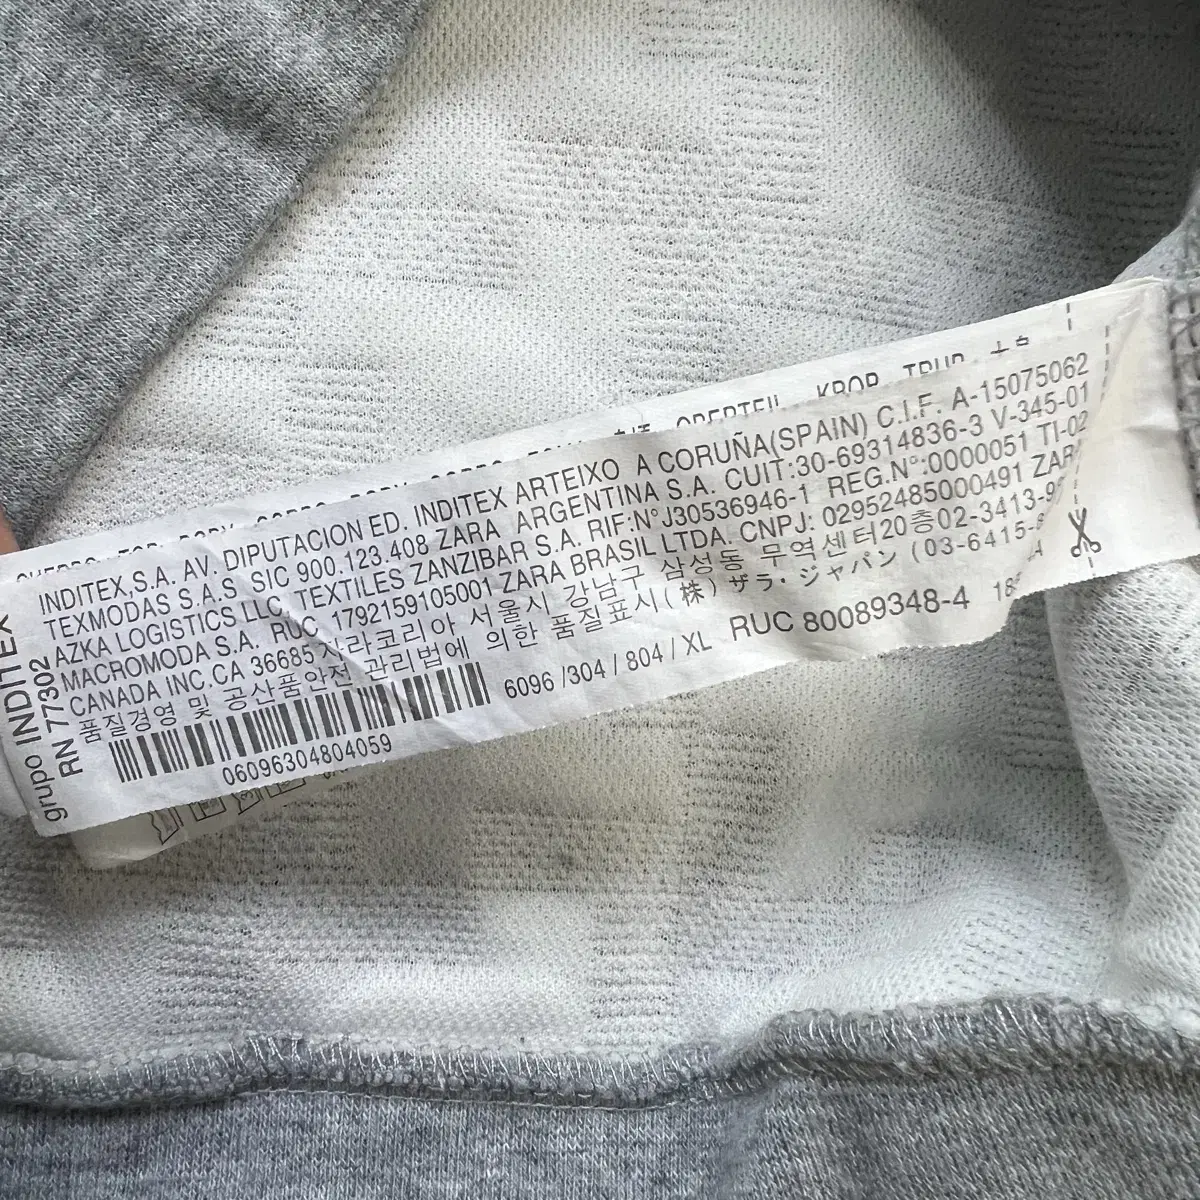 INDITEX,S.A. AV. DIPUTACION ED. INDITEX ARTEIXO A CORUÑA(SPAIN) C.I.F. A-15075062
TEXMODAS S.A.S SIC 900.123.408 ZARA ARGENTINA S.A. CUIT:30-69314836-3 V-345-01
AZKA LOGISTICS LLC, TEXTILES ZANZIBAR S.A. RIF:N°J30536946-1 REG.N°:0000051 TI-02
MACROMODA S.A. RUC 1792159105001 ZARA BRASIL LTDA. CNPJ: 02952485000491 ZAR
CANADA INC.CA 36685 자라코리아 서울시 강남구 삼성동 무역센터20층02-3413-9
품질경영 및 공산품안전 관리법에 의한 품질표시(株) ザラ・ジャパン (03-6415-
06096304804059
6096 /304 / 804 / XL RUC 80089348-4
grupo INDITEX
RN 77302